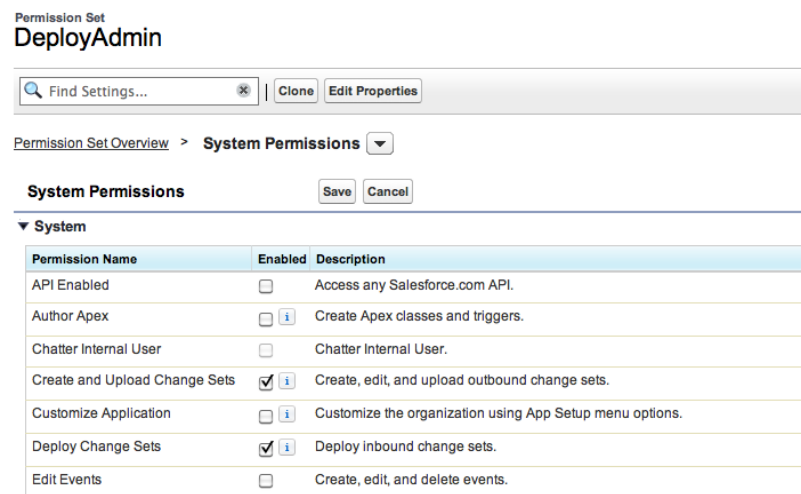 Permission Set
DeployAdmin
Find Settings... | Clone Edit Properties
Permission Set Overview > System Permissions
System Permissions Save Cancel
System
Permission Name Enabled Description
API Enabled Access any Salesforce.com API.
Author Apex i Create Apex classes and triggers.
Chatter Internal User Chatter Internal User.
Create and Upload Change Sets i Create, edit, and upload outbound change sets.
Customize Application i Customize the organization using App Setup menu options.
Deploy Change Sets i Deploy inbound change sets.
Edit Events Create, edit, and delete events.